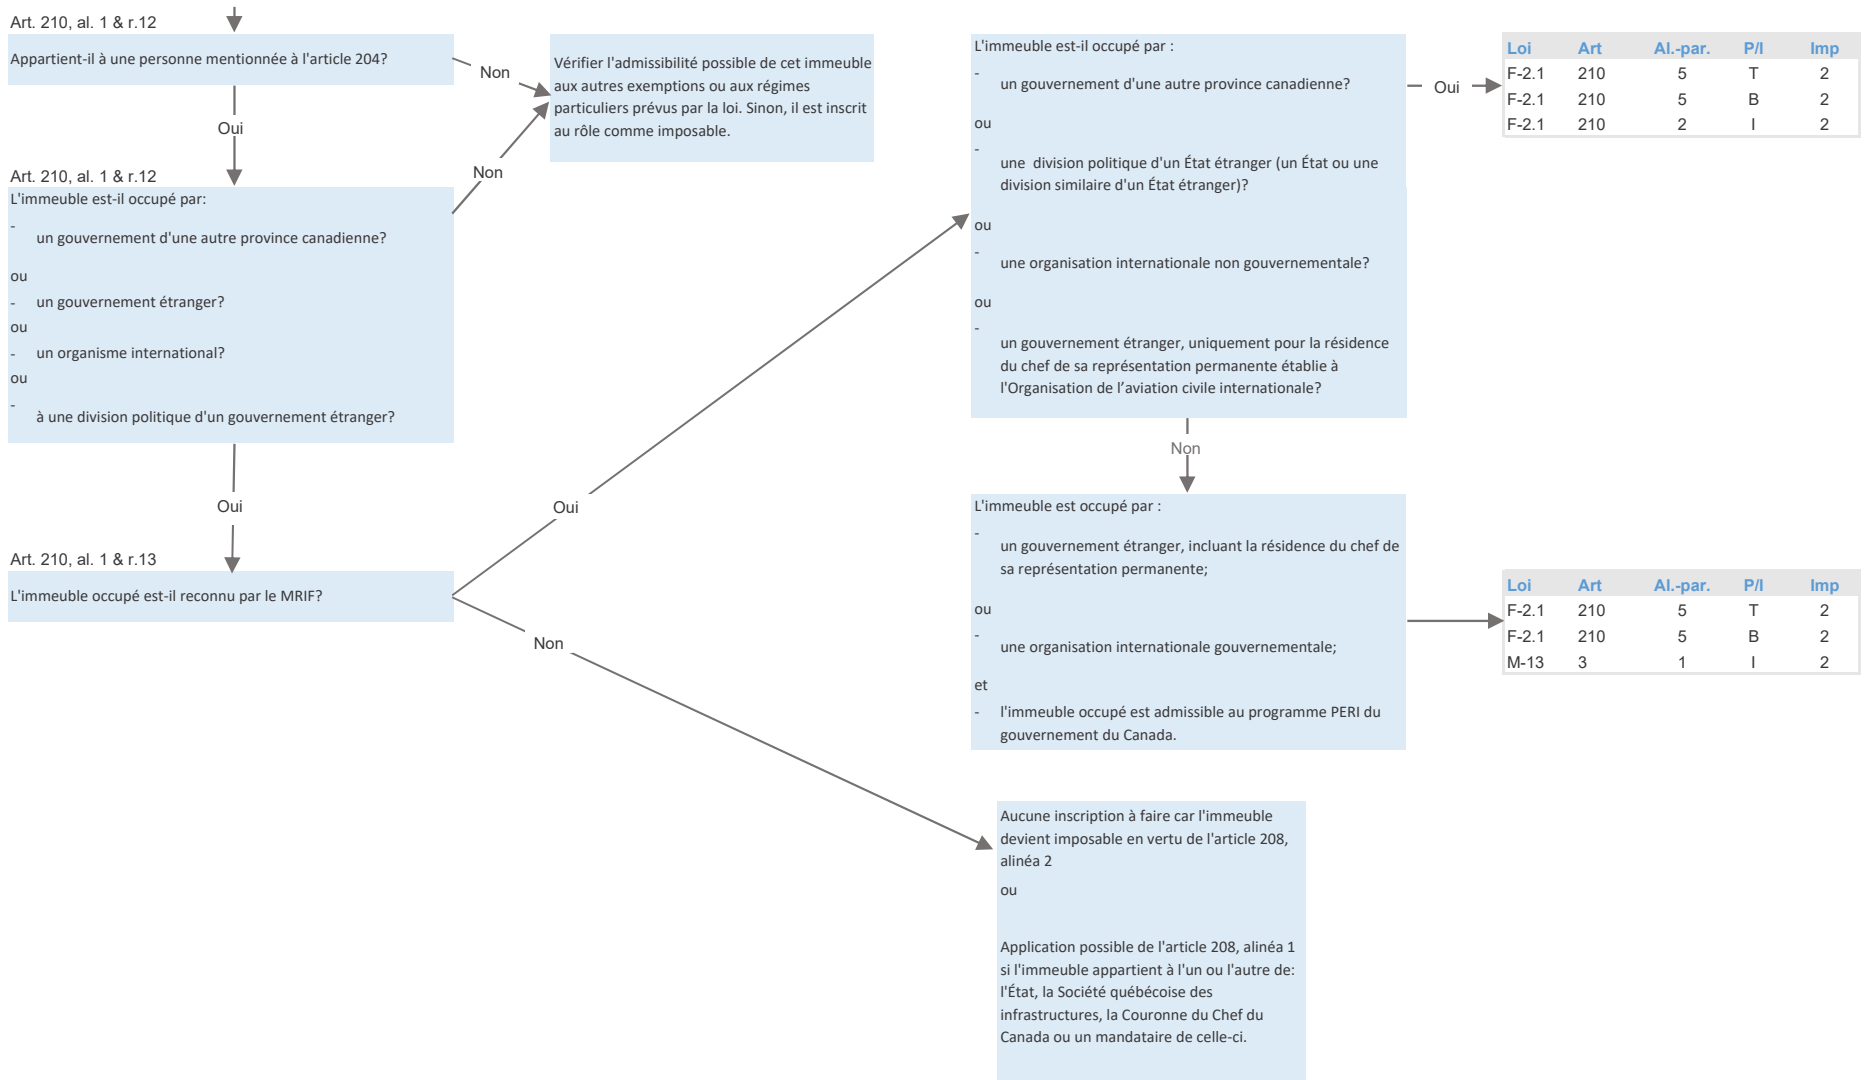 Art. 210, al. 1 & r.12
Appartient-il à une personne mentionnée à l'article 204?
Non
Oui
Vérifier l'admissibilité possible de cet immeuble
aux autres exemptions ou aux régimes
particuliers prévus par la loi. Sinon, il est inscrit
au rôle comme imposable.
Art. 210, al. 1 & r.12
L'immeuble est-il occupé par:
-
un gouvernement d'une autre province canadienne?
ou
- un gouvernement étranger?
ou
- un organisme international?
ou
-
à une division politique d'un gouvernement étranger?
Non
Oui
Art. 210, al. 1 & r.13
L'immeuble occupé est-il reconnu par le MRIF?
Oui
Non
L'immeuble est-il occupé par :
-
un gouvernement d'une autre province canadienne?
ou
-
une division politique d'un État étranger (un État ou une
division similaire d'un État étranger)?
ou
-
une organisation internationale non gouvernementale?
ou
-
un gouvernement étranger, uniquement pour la résidence
du chef de sa représentation permanente établie à
l'Organisation de l’aviation civile internationale?
Oui
Loi Art Al.-par. P/I Imp
F-2.1 210 5 T 2
F-2.1 210 5 B 2
F-2.1 210 2 I 2
Non
L'immeuble est occupé par :
-
un gouvernement étranger, incluant la résidence du chef de
sa représentation permanente;
ou
-
une organisation internationale gouvernementale;
et
- l'immeuble occupé est admissible au programme PERI du
gouvernement du Canada.
Loi Art Al.-par. P/I Imp
F-2.1 210 5 T 2
F-2.1 210 5 B 2
M-13 3 1 I 2
Aucune inscription à faire car l'immeuble
devient imposable en vertu de l'article 208,
alinéa 2
ou
Application possible de l'article 208, alinéa 1
si l'immeuble appartient à l'un ou l'autre de:
l'État, la Société québécoise des
infrastructures, la Couronne du Chef du
Canada ou un mandataire de celle-ci.